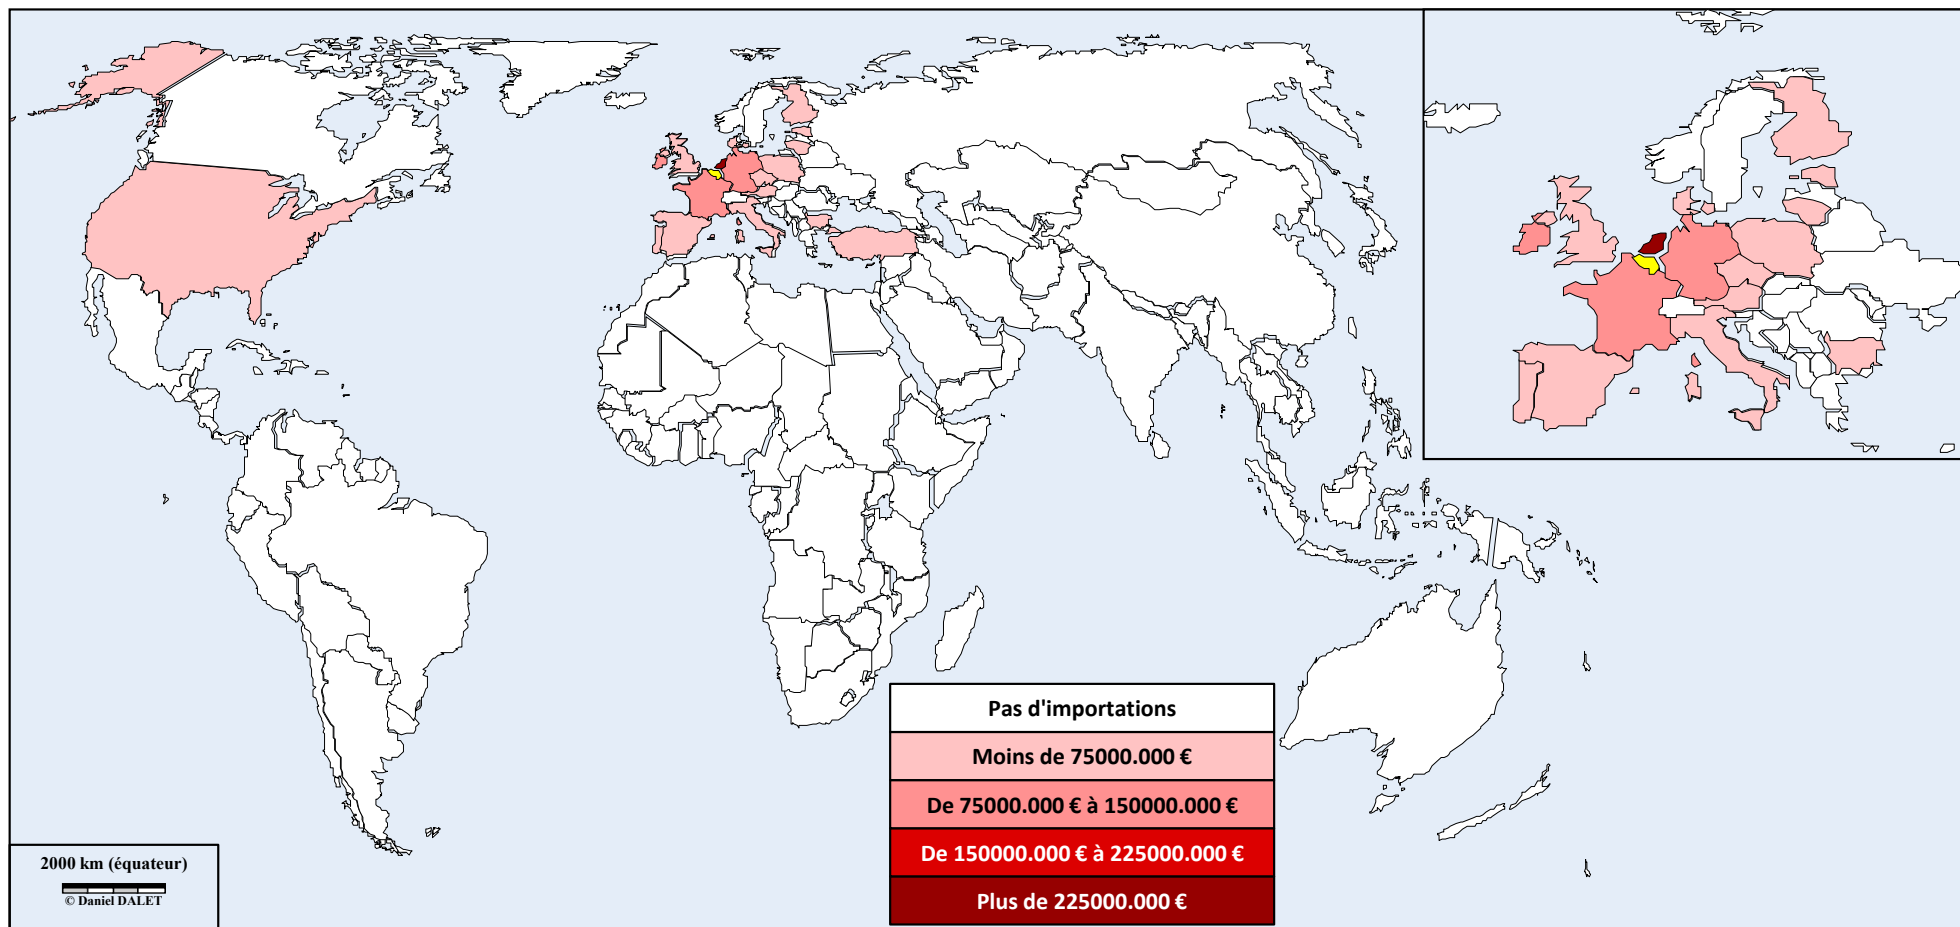 Pas d'importations
Moins de 75000.000 €
De 75000.000 € à 150000.000 €
De 150000.000 € à 225000.000 €
Plus de 225000.000 €
2000 km (équateur)
© Daniel DALET